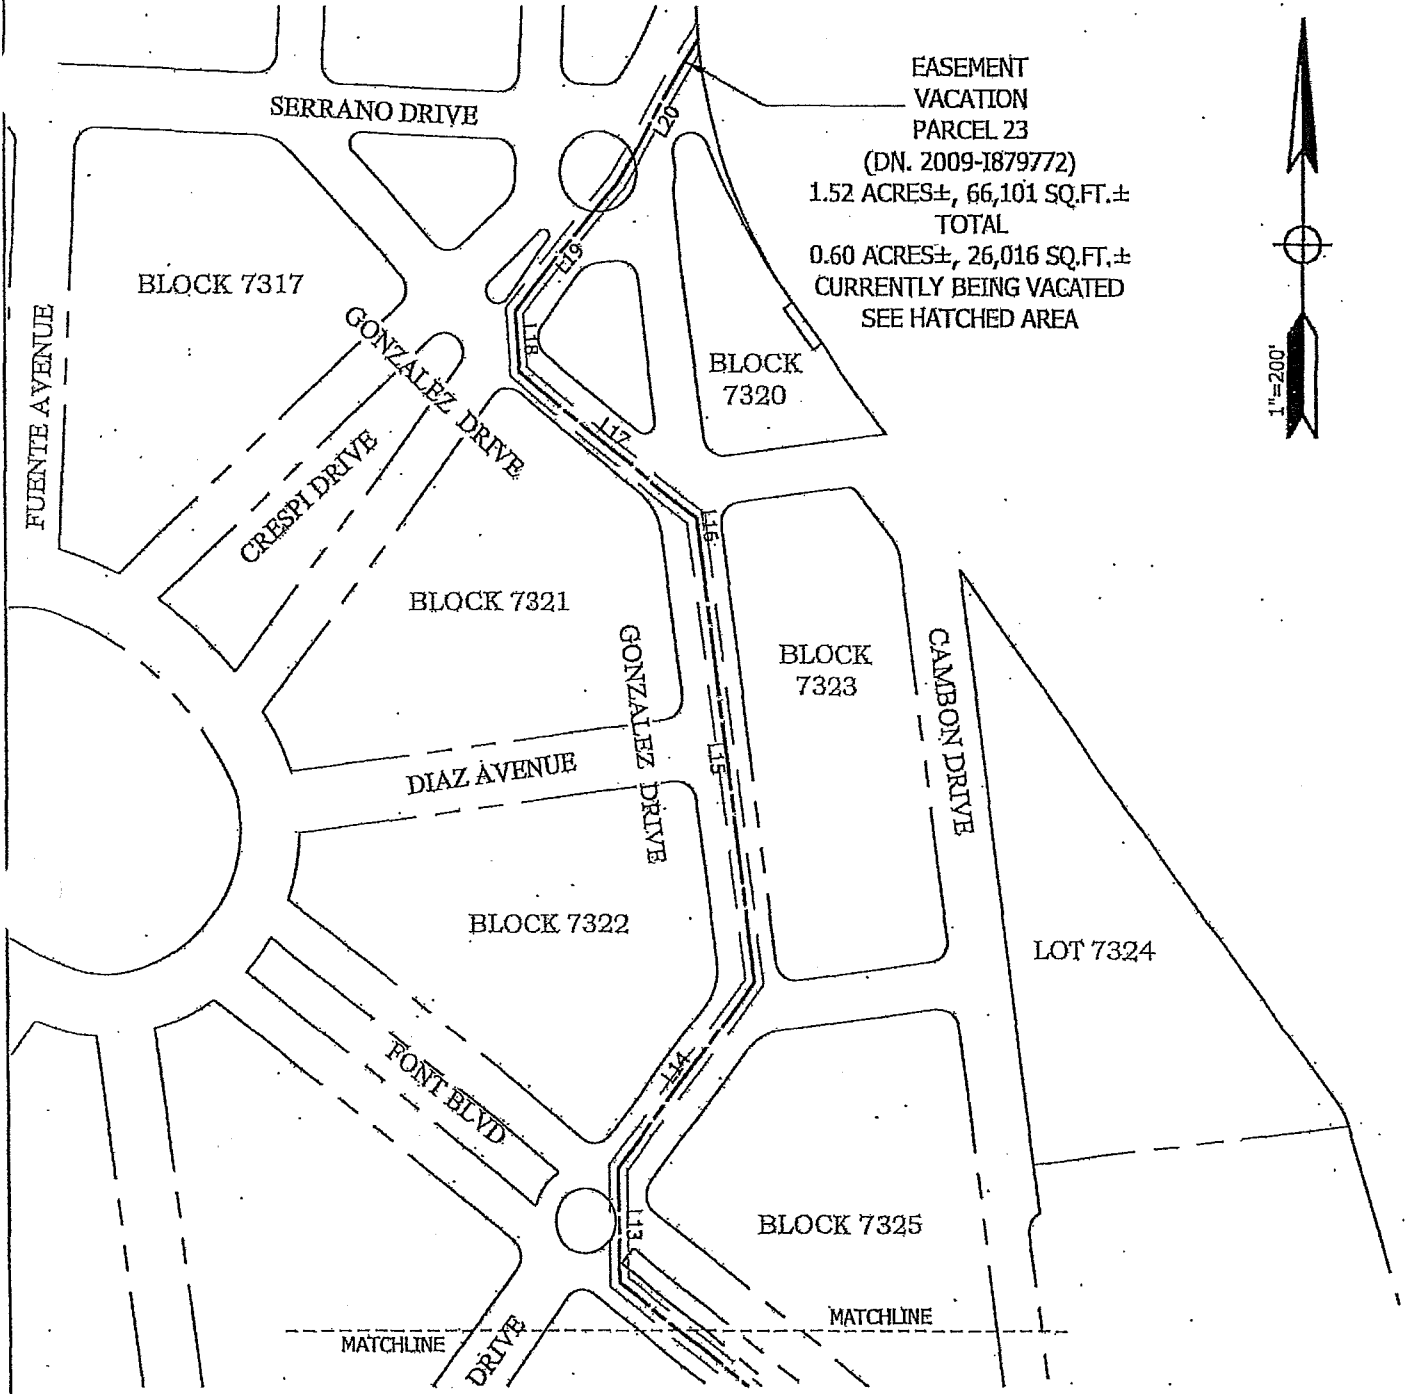 EASEMENT
VACATION
PARCEL 23
(DN. 2009-I879772)
1.52 ACRES±, 66,101 SQ.FT.±
TOTAL
0.60 ACRES±, 26,016 SQ.FT.±
CURRENTLY BEING VACATED
SEE HATCHED AREA
1"=200'
SERRANO DRIVE
L20
L19
BLOCK 7317
GONZALEZ DRIVE
L18
BLOCK
7320
FUENTE AVENUE
CRESPI DRIVE
L17
L16
BLOCK 7321
GONZALEZ DRIVE
BLOCK
7323
CAMBON DRIVE
DIAZ AVENUE
L15
BLOCK 7322
LOT 7324
FONT BLVD
L14
L13
BLOCK 7325
MATCHLINE
MATCHLINE
DRIVE